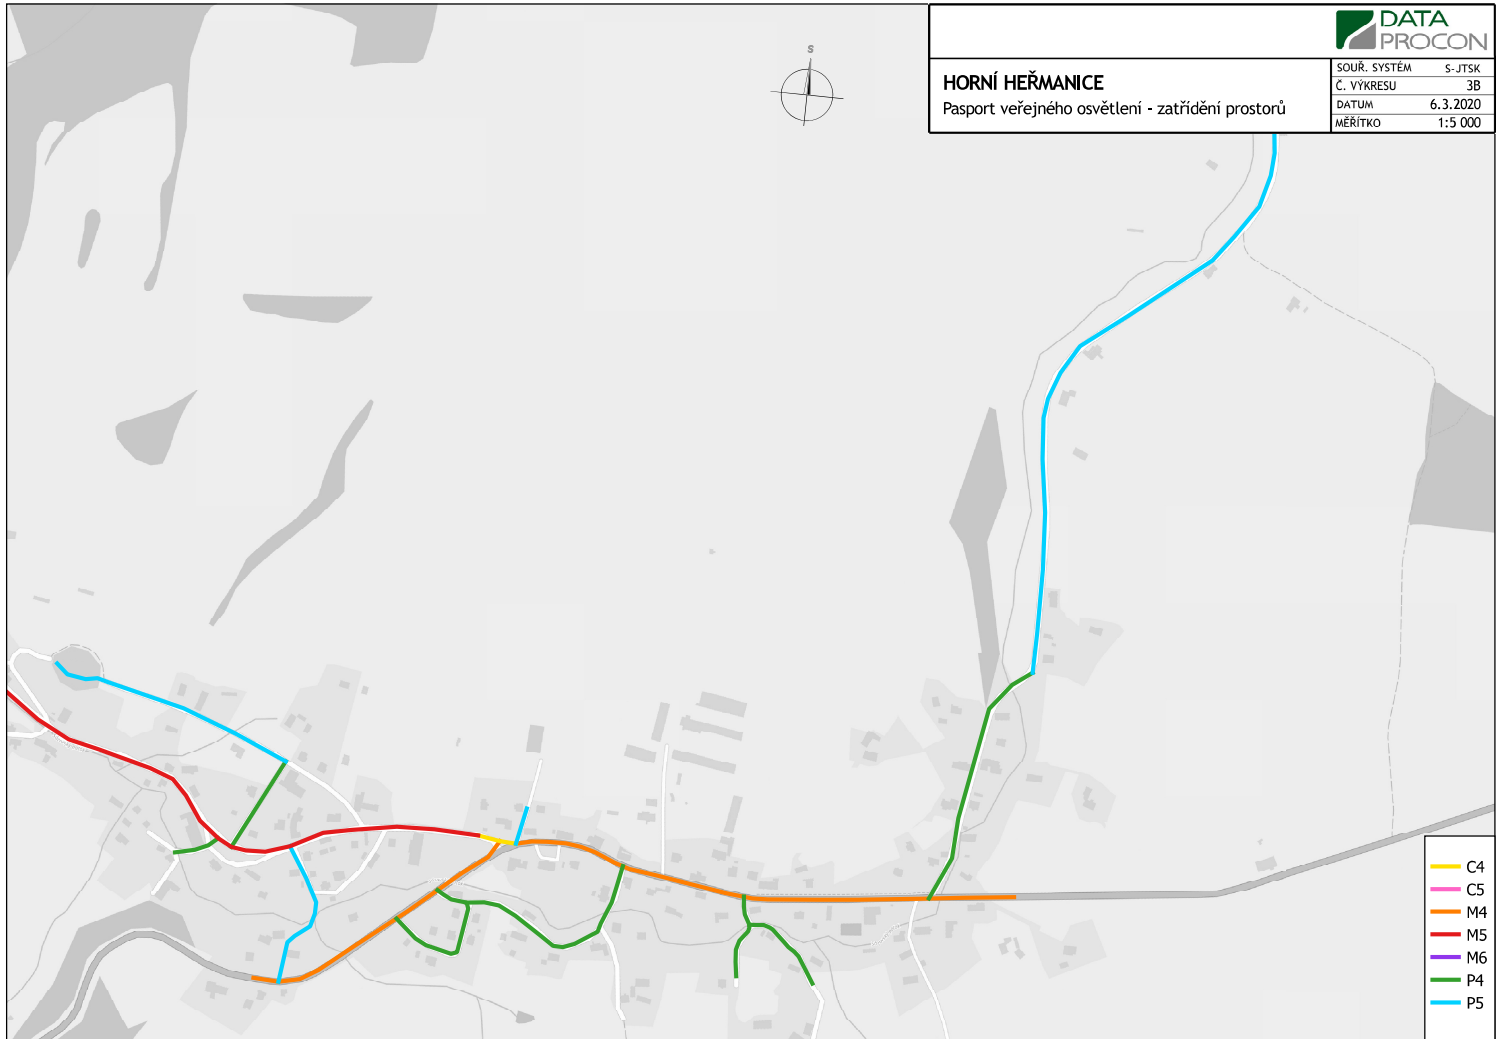 DATA
PROCON
S
HORNÍ HEŘMANICE
Pasport veřejného osvětlení - zatřídění prostorů
SOUŘ. SYSTÉM S-JTSK
Č. VÝKRESU 3B
DATUM 6.3.2020
MĚŘÍTKO 1:5 000
C4
C5
M4
M5
M6
P4
P5